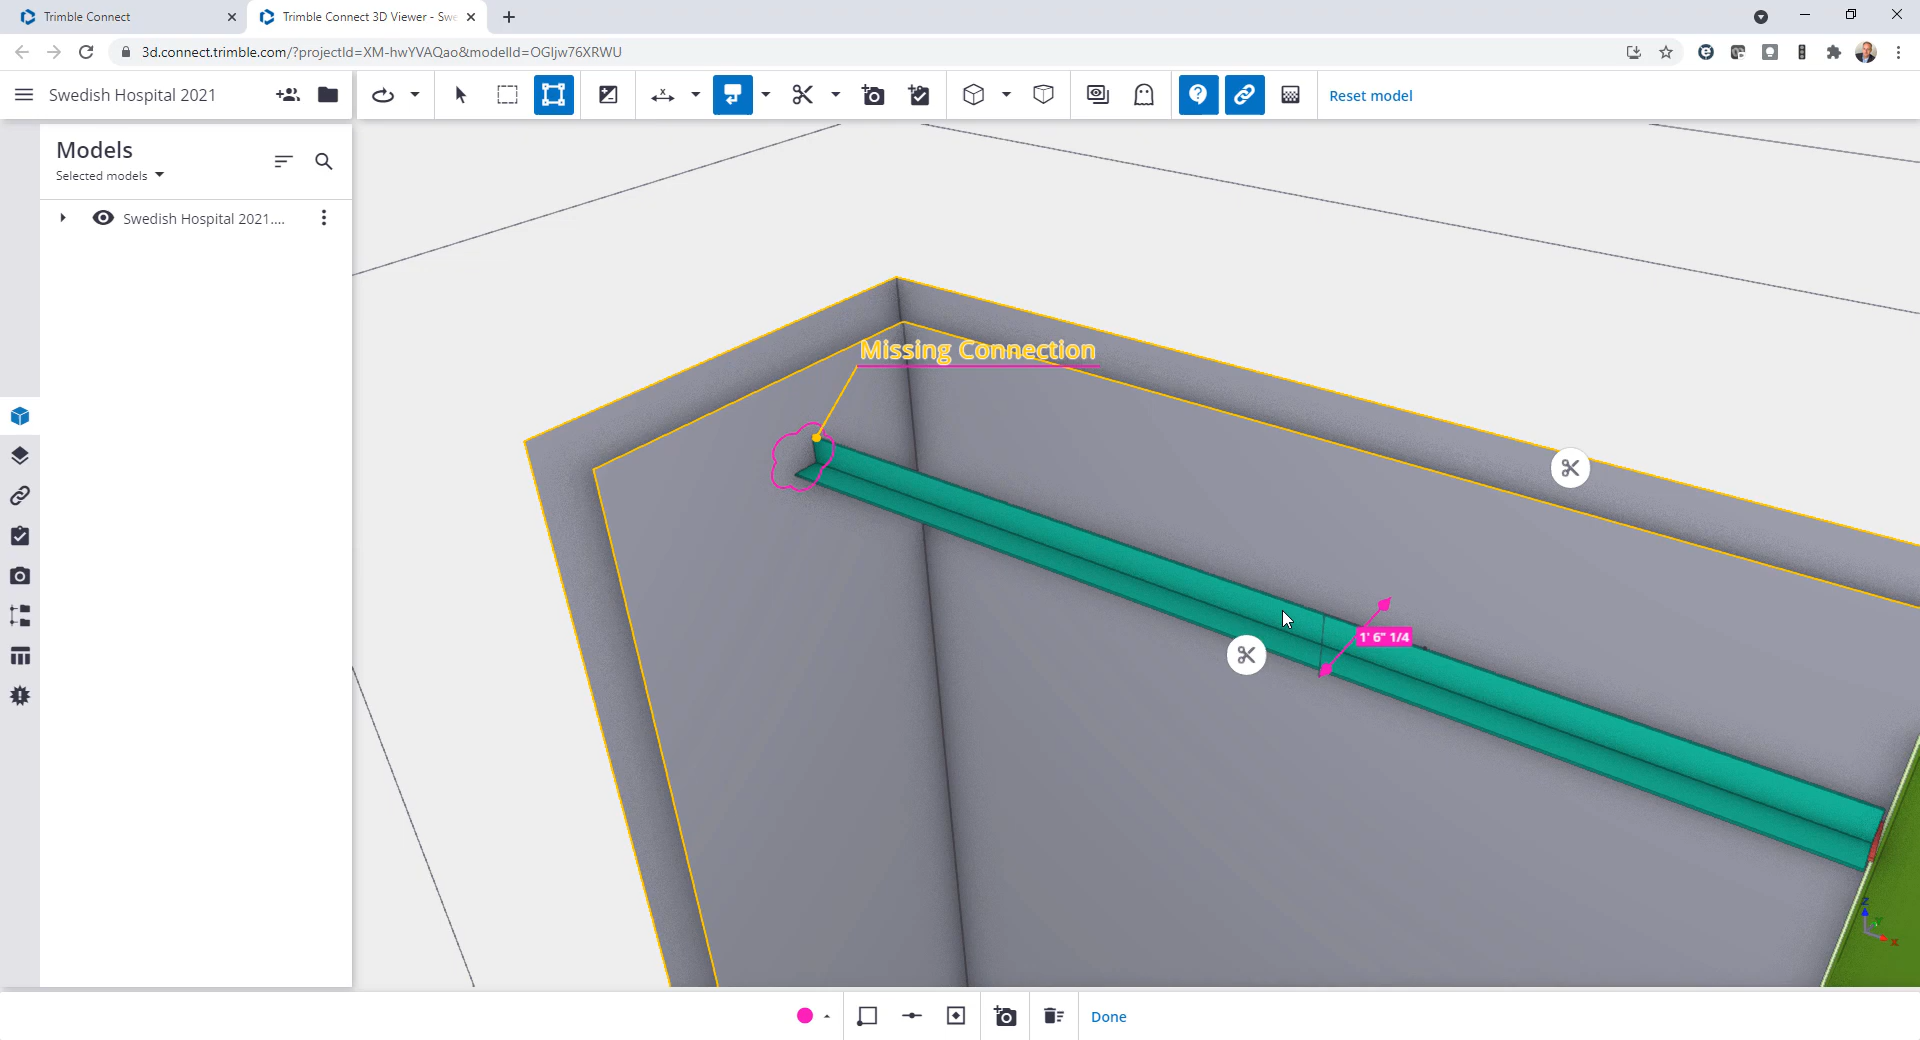 Trimble Connect
Trimble Connect 3D Viewer - Swe
3d.connect.trimble.com/?projectId=XM-hwYVAQao&modelId=OGIjw76XRWU
Swedish Hospital 2021
Reset model
Models
Selected models
Swedish Hospital 2021....
Missing Connection
1' 6" 1/4
Z
Y
X
Done